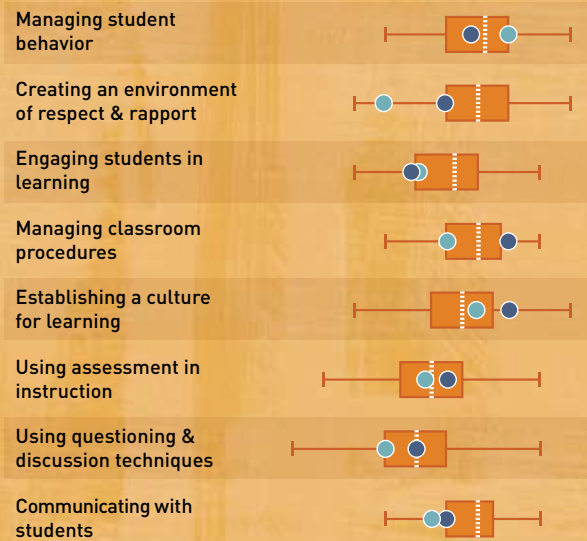 Managing student
behavior
Creating an environment
of respect & rapport
Engaging students in
learning
Managing classroom
procedures
Establishing a culture
for learning
Using assessment in
instruction
Using questioning &
discussion techniques
Communicating with
students